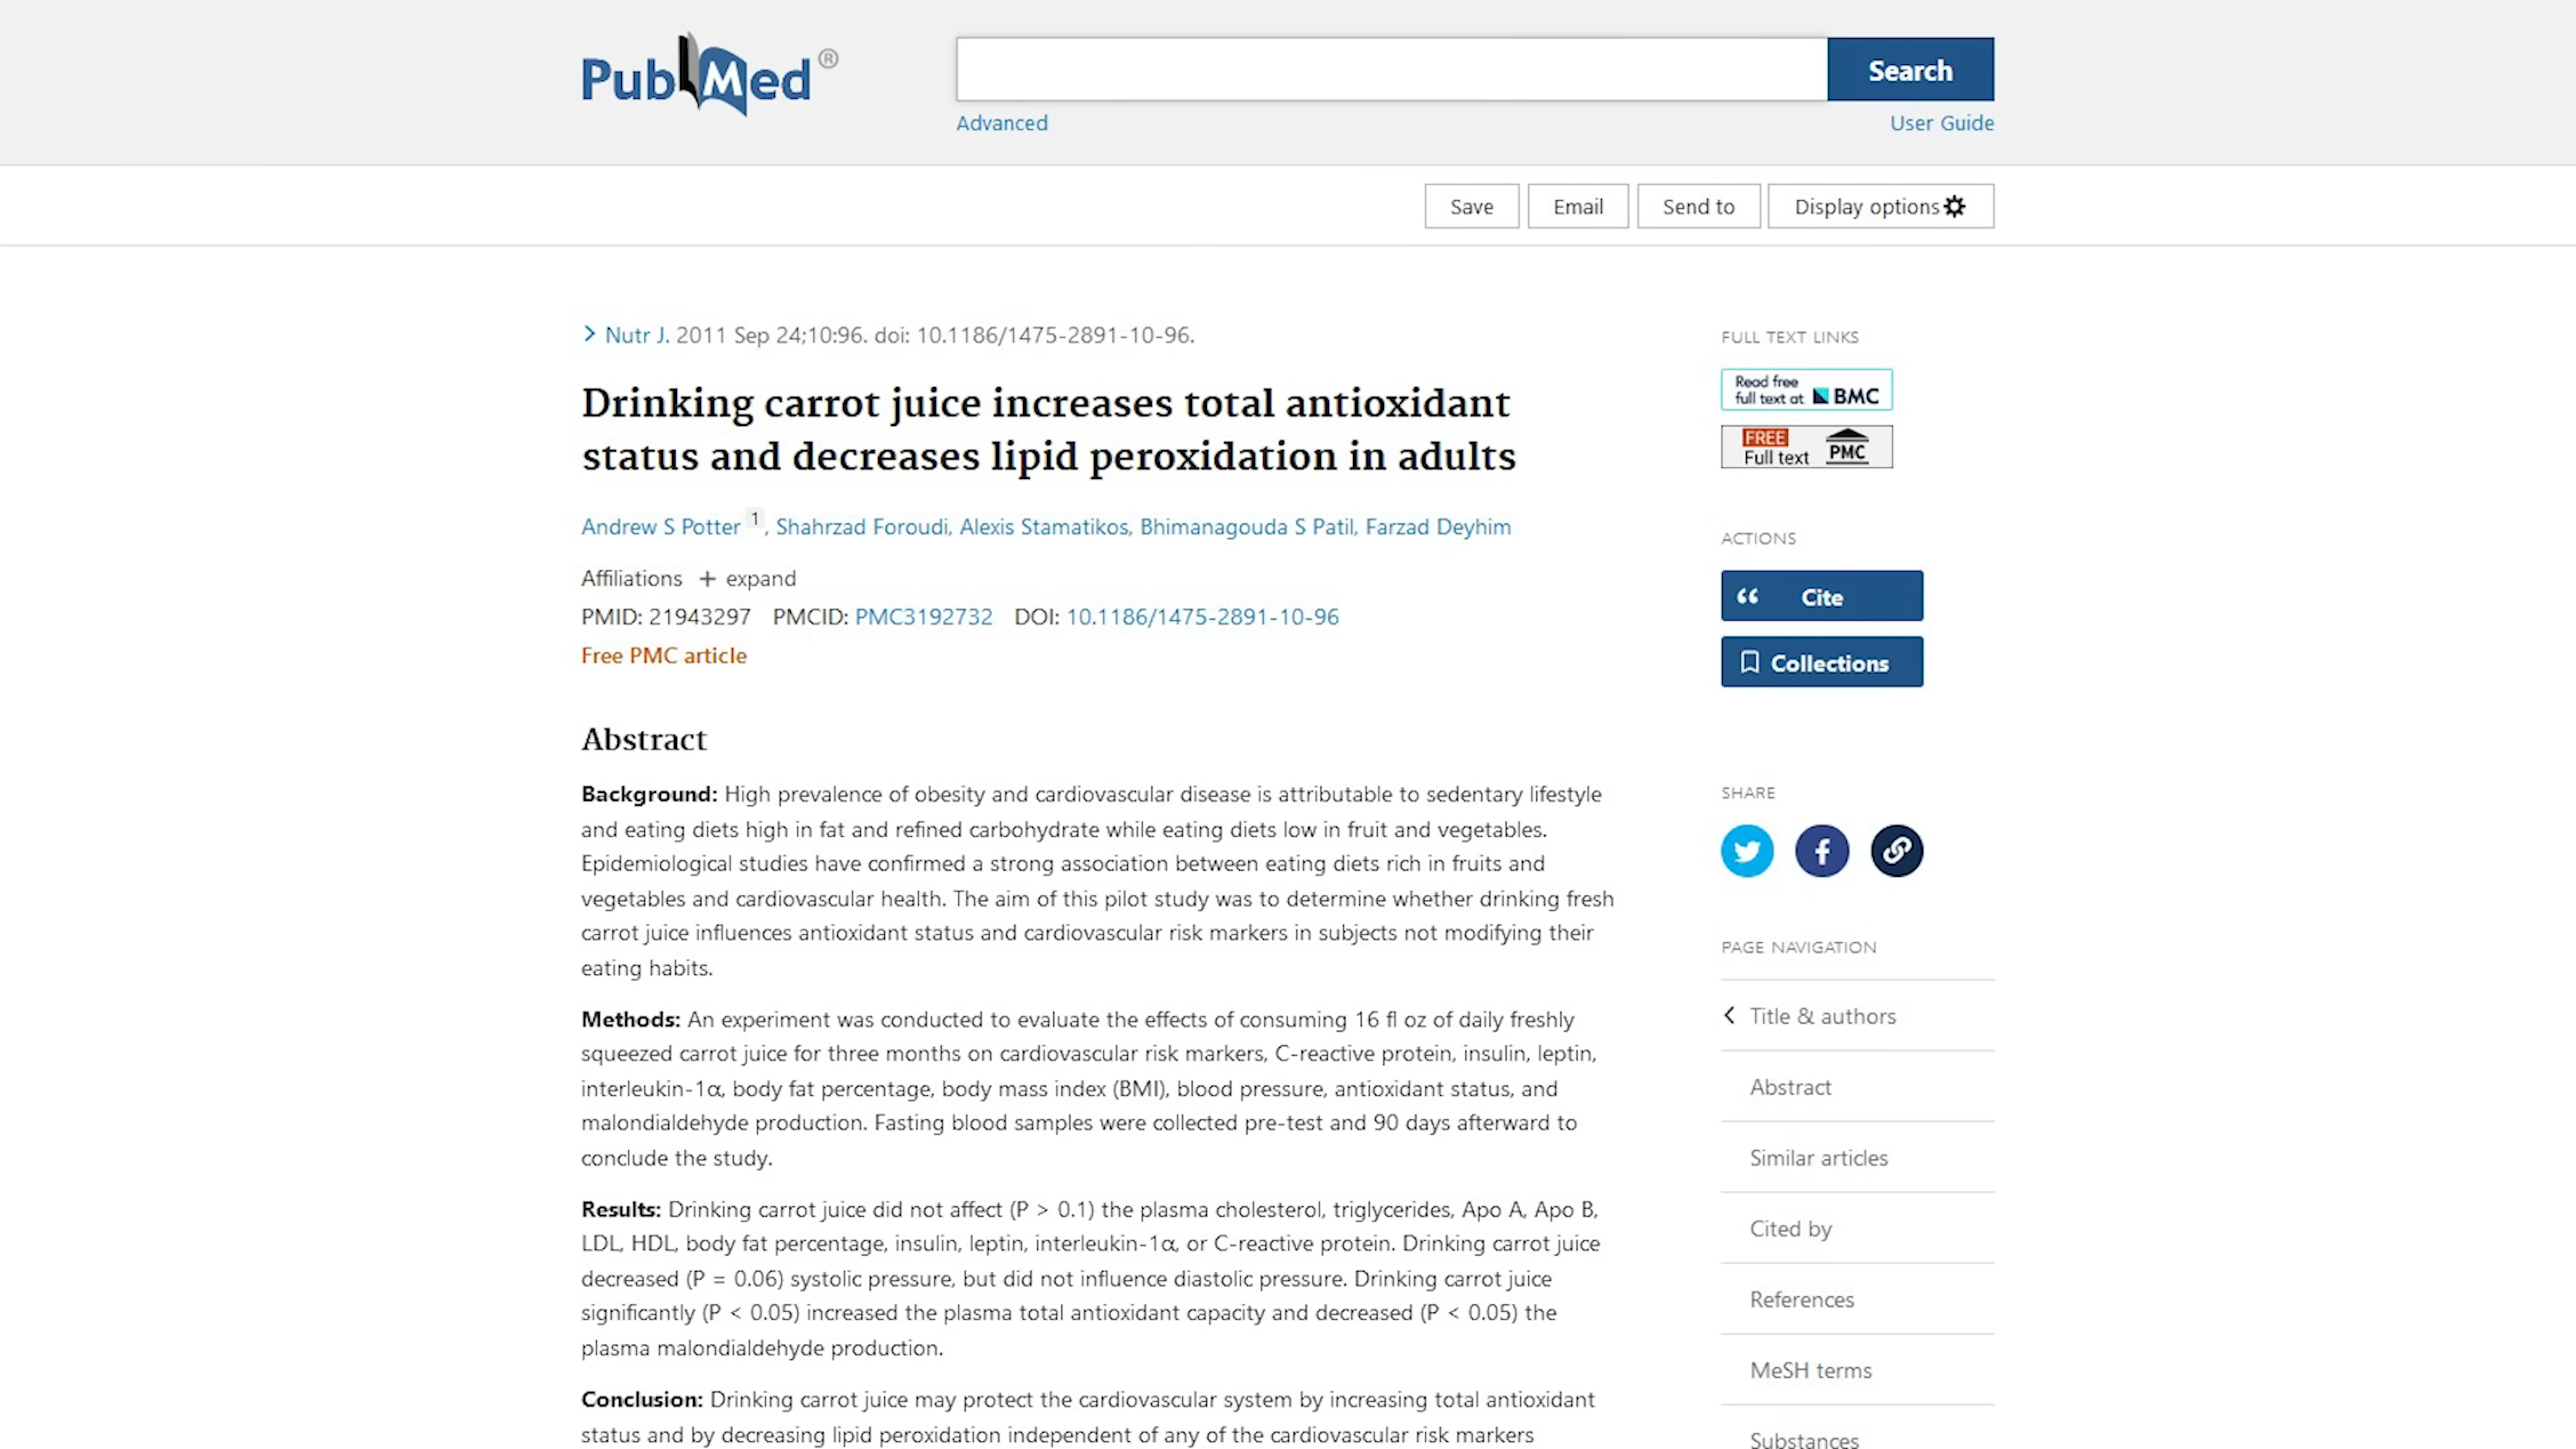 PubMed®
Search
Advanced
User Guide
Save
Email
Send to
Display options
Nutr J. 2011 Sep 24;10:96. doi: 10.1186/1475-2891-10-96.
Drinking carrot juice increases total antioxidant
status and decreases lipid peroxidation in adults
Andrew S Potter 1, Shahrzad Foroudi, Alexis Stamatikos, Bhimanagouda S Patil, Farzad Deyhim
Affiliations + expand
PMID: 21943297 PMCID: PMC3192732 DOI: 10.1186/1475-2891-10-96
Free PMC article
Abstract
Background: High prevalence of obesity and cardiovascular disease is attributable to sedentary lifestyle
and eating diets high in fat and refined carbohydrate while eating diets low in fruit and vegetables.
Epidemiological studies have confirmed a strong association between eating diets rich in fruits and
vegetables and cardiovascular health. The aim of this pilot study was to determine whether drinking fresh
carrot juice influences antioxidant status and cardiovascular risk markers in subjects not modifying their
eating habits.
Methods: An experiment was conducted to evaluate the effects of consuming 16 fl oz of daily freshly
squeezed carrot juice for three months on cardiovascular risk markers, C-reactive protein, insulin, leptin,
interleukin-1α, body fat percentage, body mass index (BMI), blood pressure, antioxidant status, and
malondialdehyde production. Fasting blood samples were collected pre-test and 90 days afterward to
conclude the study.
Results: Drinking carrot juice did not affect (P > 0.1) the plasma cholesterol, triglycerides, Apo A, Apo B,
LDL, HDL, body fat percentage, insulin, leptin, interleukin-1α, or C-reactive protein. Drinking carrot juice
decreased (P = 0.06) systolic pressure, but did not influence diastolic pressure. Drinking carrot juice
significantly (P < 0.05) increased the plasma total antioxidant capacity and decreased (P < 0.05) the
plasma malondialdehyde production.
Conclusion: Drinking carrot juice may protect the cardiovascular system by increasing total antioxidant
status and by decreasing lipid peroxidation independent of any of the cardiovascular risk markers
FULL TEXT LINKS
Read free
full text at BMC
FREE
Full text PMC
ACTIONS
Cite
Collections
SHARE
PAGE NAVIGATION
Title & authors
Abstract
Similar articles
Cited by
References
MeSH terms
Substances